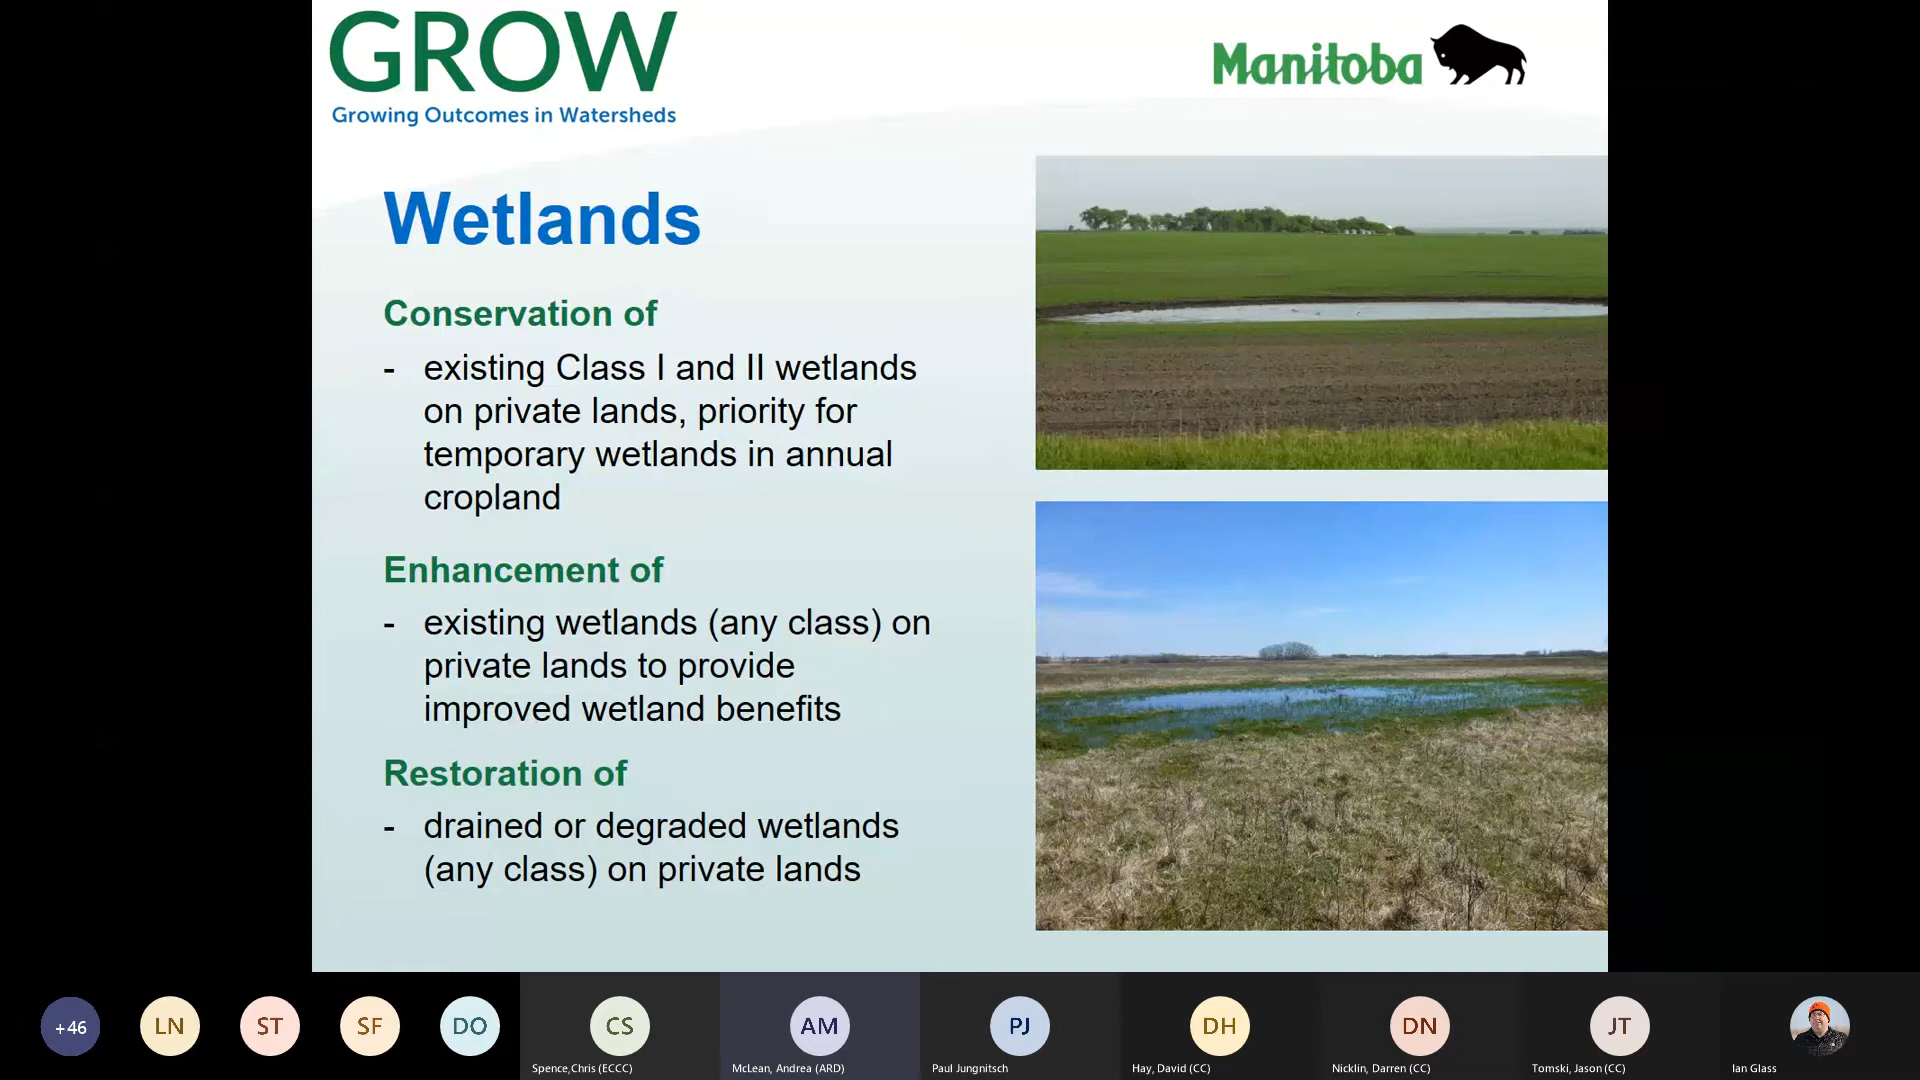 GROW
Growing Outcomes in Watersheds
Manitoba
Wetlands
Conservation of
- existing Class I and II wetlands
on private lands, priority for
temporary wetlands in annual
cropland
Enhancement of
- existing wetlands (any class) on
private lands to provide
improved wetland benefits
Restoration of
- drained or degraded wetlands
(any class) on private lands
+46
LN
ST
SF
DO
CS
AM
PJ
DH
DN
JT
Spence,Chris (ECCC)
McLean, Andrea (ARD)
Paul Jungnitsch
Hay, David (CC)
Nicklin, Darren (CC)
Tomski, Jason (CC)
Ian Glass